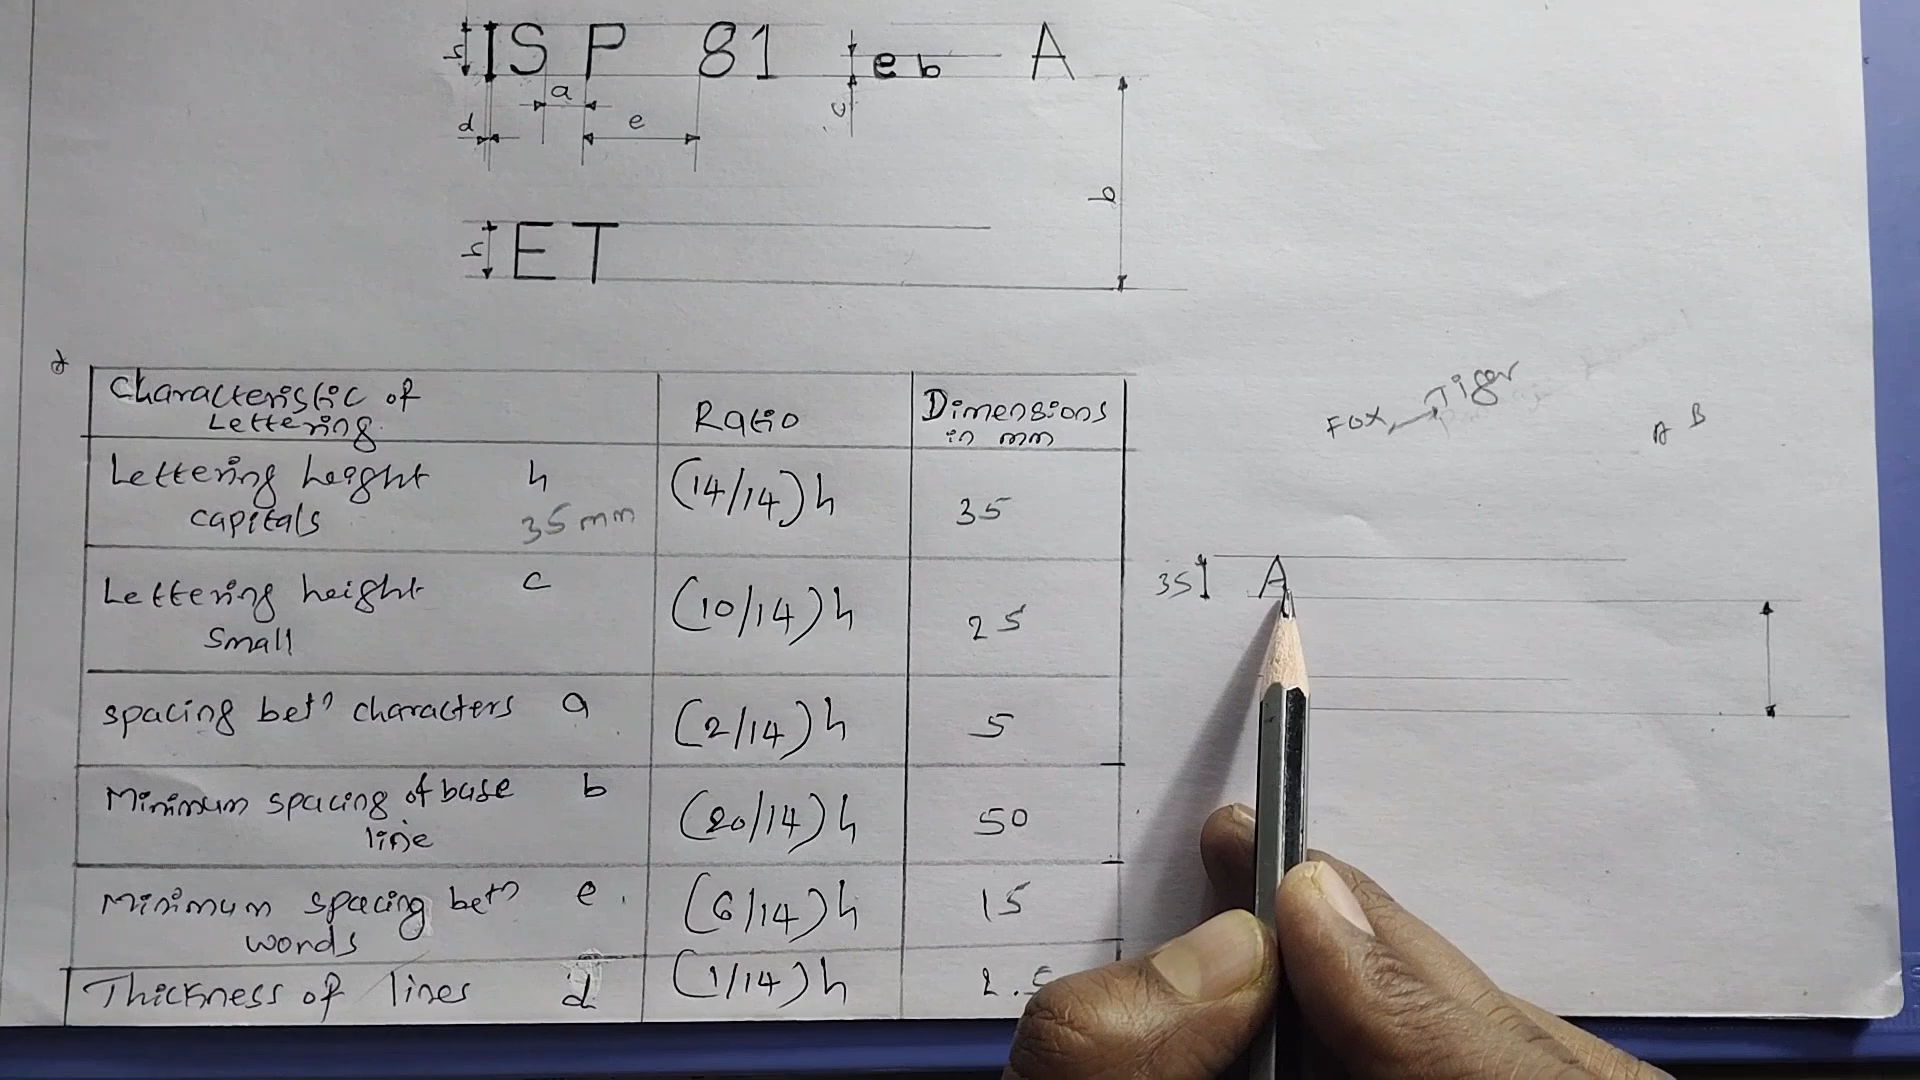 h ISP 81 eb A
a
d e c
b
h ET
Characteristic of Lettering. Ratio Dimensions in mm
Lettering height capitals h 35mm (14/14)h 35
Lettering height small c (10/14)h 25
spacing betn characters a (2/14)h 5
Minimum spacing of base line b (20/14)h 50
Minimum spacing betn words e. (6/14)h 15
Thickness of lines d (1/14)h 2.5
Fox, Tiger
A B
35 A